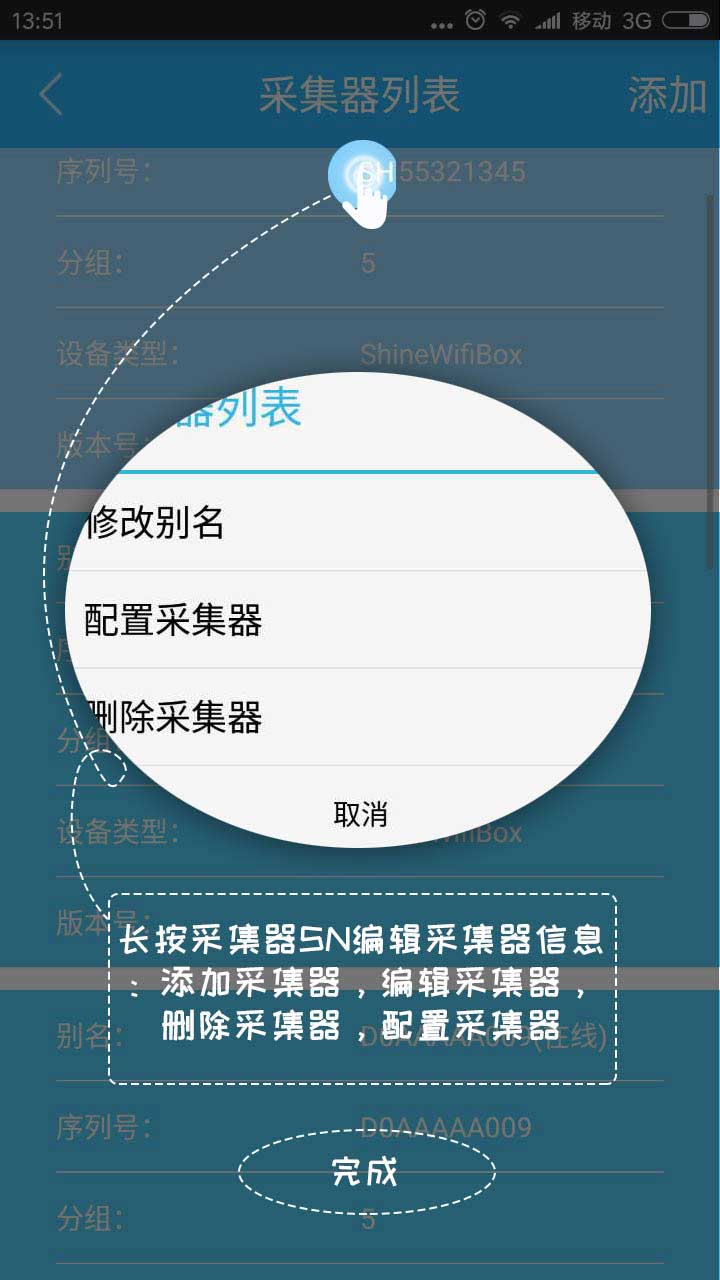 13:51
移动 3G
采集器列表
添加
序列号：
SH55321345
分组：
5
设备类型：
ShineWifiBox
版本号：
器列表
修改别名
配置采集器
删除采集器
取消
分组
设备类型：
版本号：
长按采集器SN编辑采集器信息
：添加采集器，编辑采集器，
删除采集器，配置采集器
别名：
D0AAAAA009(在线)
序列号：
D0AAAAA009
完成
分组：
5